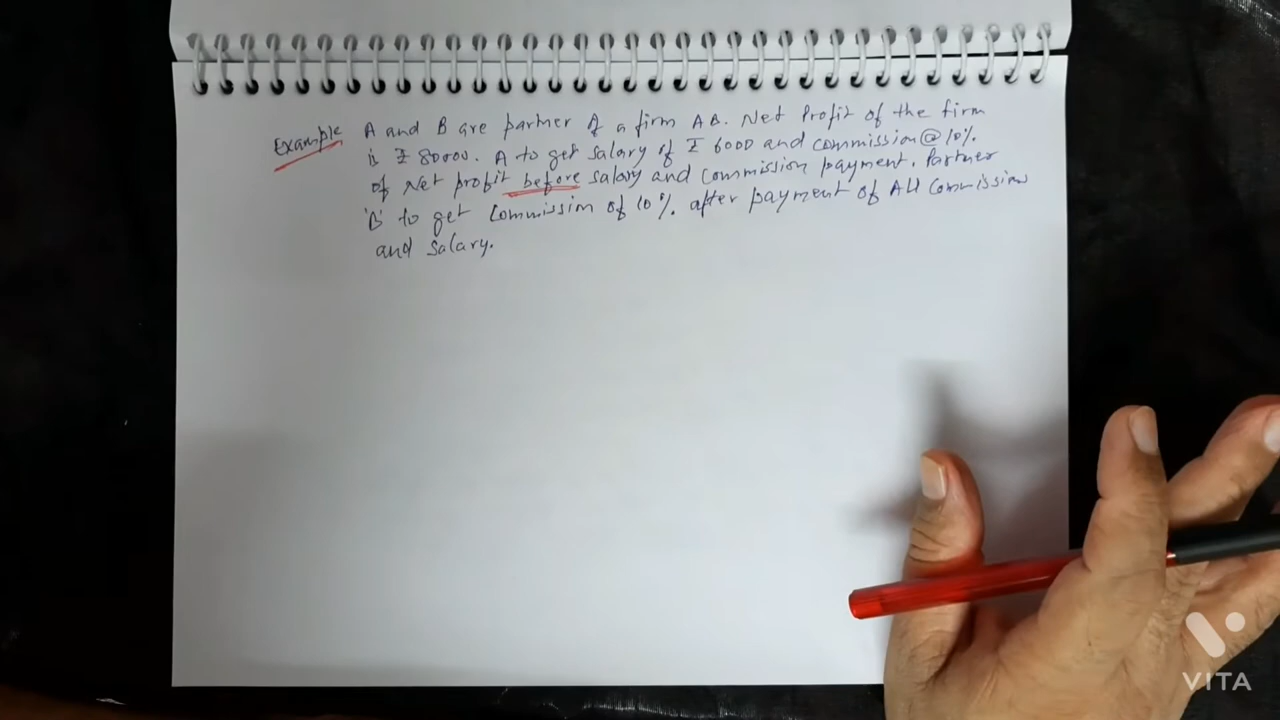 Example A and B are partner of a firm AB. Net Profit of the firm
is ₹ 80000. A to get salary of ₹ 6000 and commission @ 10%.
of Net profit before salary and commission payment. Partner
'B' to get Commission of 10% after payment of All Commissions
and salary.
VITA